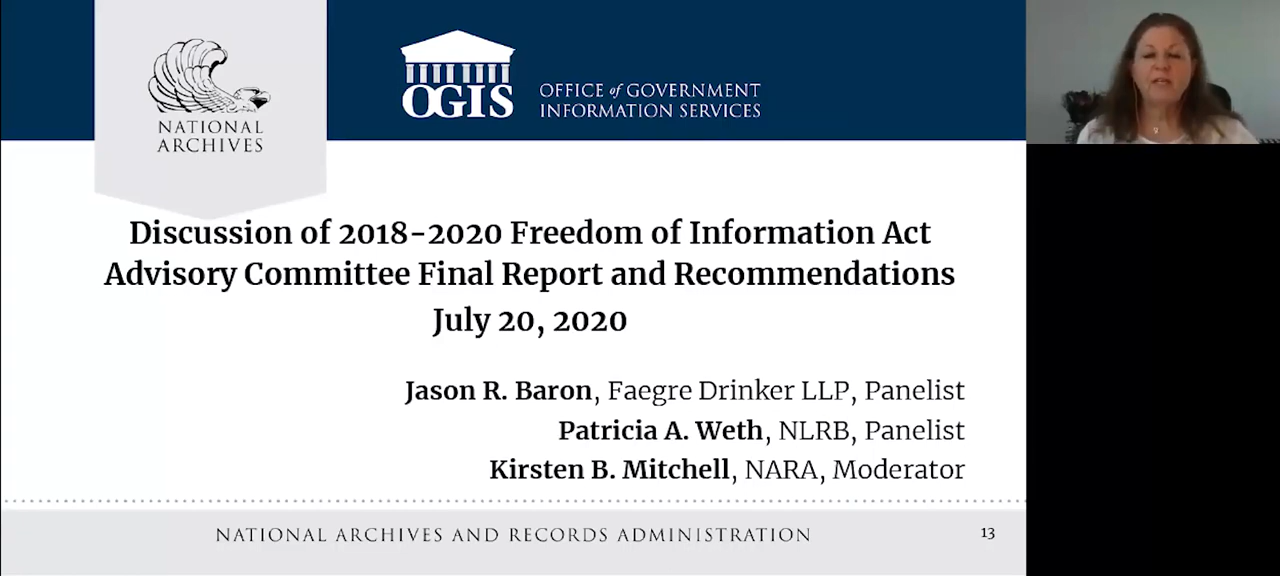 NATIONAL
ARCHIVES
OGIS
OFFICE of GOVERNMENT
INFORMATION SERVICES
Discussion of 2018-2020 Freedom of Information Act
Advisory Committee Final Report and Recommendations
July 20, 2020
Jason R. Baron, Faegre Drinker LLP, Panelist
Patricia A. Weth, NLRB, Panelist
Kirsten B. Mitchell, NARA, Moderator
NATIONAL ARCHIVES AND RECORDS ADMINISTRATION
13